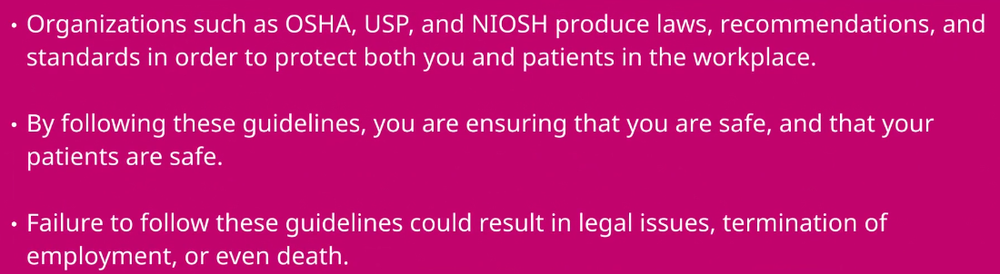 • Organizations such as OSHA, USP, and NIOSH produce laws, recommendations, and
standards in order to protect both you and patients in the workplace.
• By following these guidelines, you are ensuring that you are safe, and that your
patients are safe.
• Failure to follow these guidelines could result in legal issues, termination of
employment, or even death.